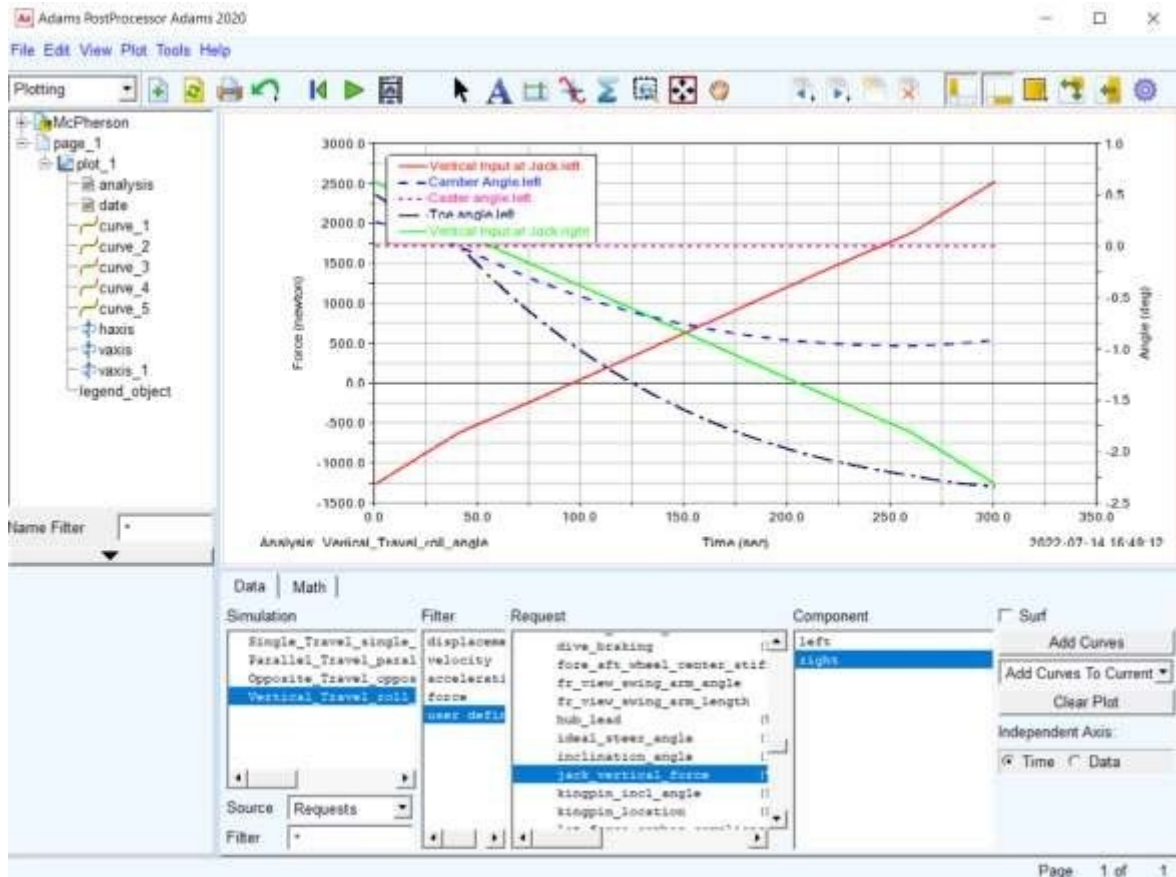 Adams PostProcessor Adams 2020
File Edit View Plot Tools Help
Plotting
McPherson
page_1
plot_1
analysis
date
curve_1
curve_2
curve_3
curve_4
curve_5
haxis
vaxis
vaxis_1
legend_object
Name Filter *
3000.0
2500.0
2000.0
1500.0
1000.0
500.0
0.0
-500.0
-1000.0
-1500.0
Force (newton)
Vertical Input at Jack.left
Camber Angle.left
Caster angle.left
Toe angle.left
Vertical Input at Jack.right
1.0
0.5
0.0
-0.5
-1.0
-1.5
-2.0
-2.5
Angle (deg)
0.0 50.0 100.0 150.0 200.0 250.0 300.0 350.0
Analysis: Vertical_Travel_roll_angle Time (sec) 2022-07-14 16:49:12
Data Math
Simulation
Single_Travel_single_
Parallel_Travel_paral
Opposite_Travel_oppos
Vertical_Travel_roll_
Source Requests
Filter *
Filter
displaceme
velocity
accelerati
force
user defin
Request
dive_braking
fore_aft_wheel_center_stif
fr_view_swing_arm_angle
fr_view_swing_arm_length
hub_lead
ideal_steer_angle
inclination_angle
jack_vertical_force
kingpin_incl_angle
kingpin_location
Component
left
right
Surf
Add Curves
Add Curves To Current
Clear Plot
Independent Axis:
Time Data
Page 1 of 1